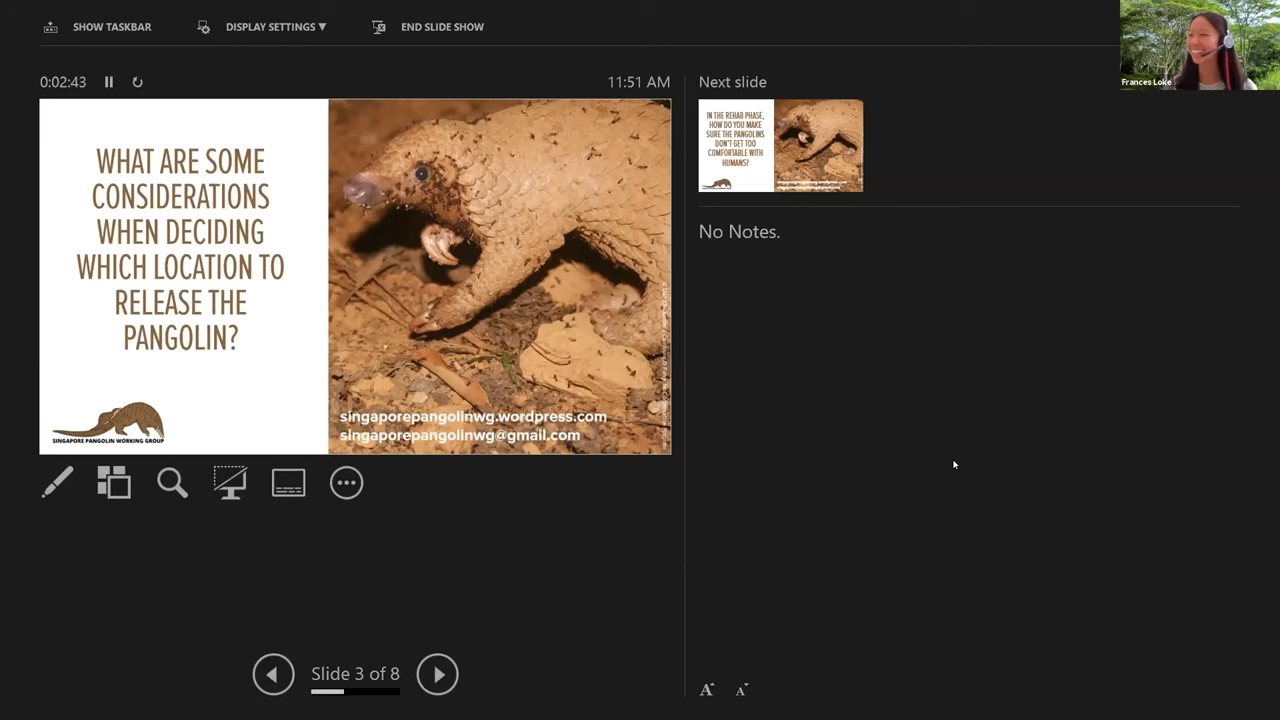 SHOW TASKBAR
DISPLAY SETTINGS ▼
END SLIDE SHOW
Frances Loke
0:02:43
11:51 AM
Next slide
WHAT ARE SOME
CONSIDERATIONS
WHEN DECIDING
WHICH LOCATION TO
RELEASE THE
PANGOLIN?
SINGAPORE PANGOLIN WORKING GROUP
singaporepangolinwg.wordpress.com
singaporepangolinwg@gmail.com
IN THE REHAB PHASE,
HOW DO YOU MAKE
SURE THE PANGOLINS
DON'T GET TOO
COMFORTABLE WITH
HUMANS?
No Notes.
Slide 3 of 8
A A